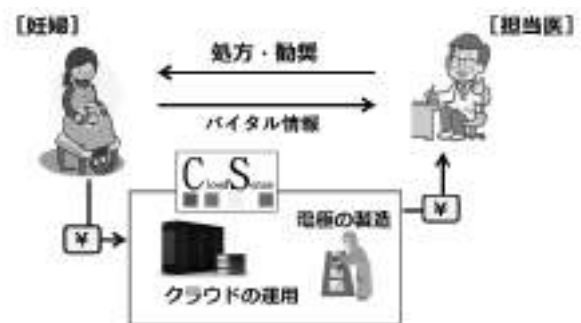 [妊婦]
[担当医]
処方・勧奨
バイタル情報
¥
¥
電極の製造
クラウドの運用